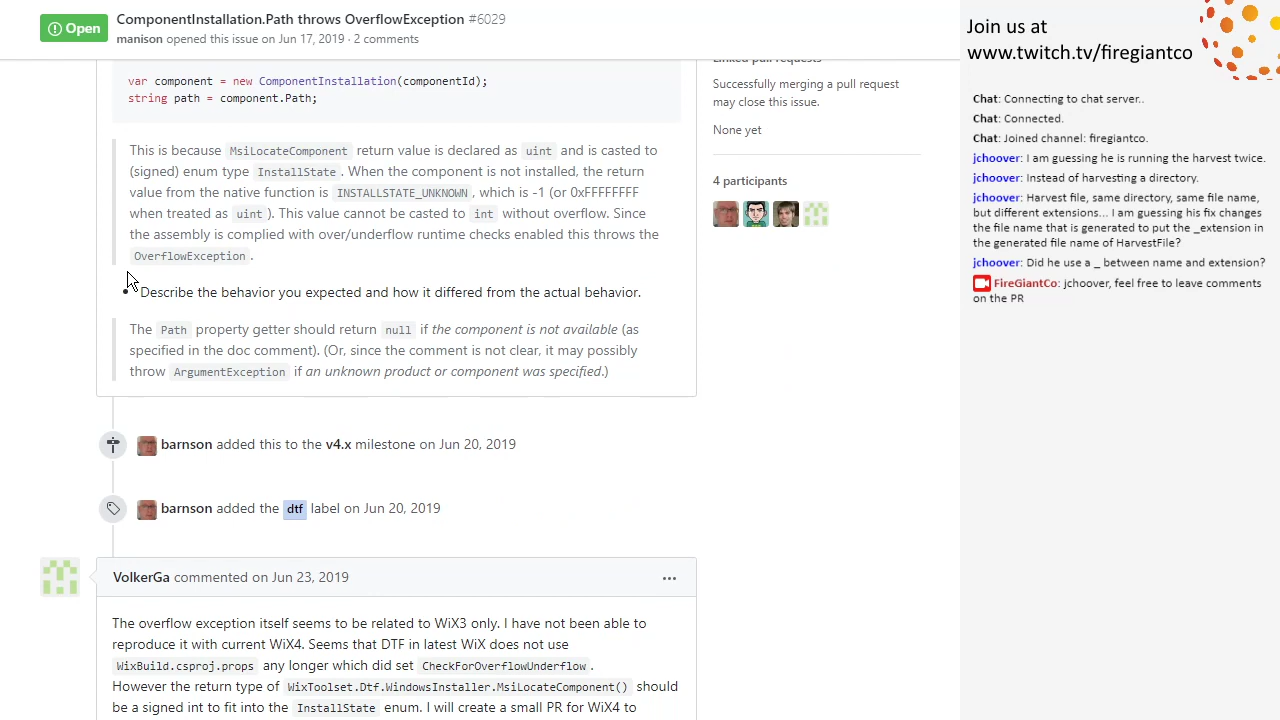 Open
ComponentInstallation.Path throws OverflowException #6029
manison opened this issue on Jun 17, 2019 · 2 comments
var component = new ComponentInstallation(componentId);
string path = component.Path;
This is because MsiLocateComponent return value is declared as uint and is casted to
(signed) enum type InstallState. When the component is not installed, the return
value from the native function is INSTALLSTATE_UNKNOWN, which is -1 (or 0xFFFFFFFF
when treated as uint). This value cannot be casted to int without overflow. Since
the assembly is complied with over/underflow runtime checks enabled this throws the
OverflowException.
• Describe the behavior you expected and how it differed from the actual behavior.
The Path property getter should return null if the component is not available (as
specified in the doc comment). (Or, since the comment is not clear, it may possibly
throw ArgumentException if an unknown product or component was specified.)
barnson added this to the v4.x milestone on Jun 20, 2019
barnson added the dtf label on Jun 20, 2019
VolkerGa commented on Jun 23, 2019
...
The overflow exception itself seems to be related to WiX3 only. I have not been able to
reproduce it with current WiX4. Seems that DTF in latest WiX does not use
WixBuild.csproj.props any longer which did set CheckForOverflowUnderflow.
However the return type of WixToolset.Dtf.WindowsInstaller.MsiLocateComponent() should
be a signed int to fit into the InstallState enum. I will create a small PR for WiX4 to
Linked pull requests
Successfully merging a pull request
may close this issue.
None yet
4 participants
Join us at
www.twitch.tv/firegiantco
Chat: Connecting to chat server..
Chat: Connected.
Chat: Joined channel: firegiantco.
jchoover: I am guessing he is running the harvest twice.
jchoover: Instead of harvesting a directory.
jchoover: Harvest file, same directory, same file name,
but different extensions... I am guessing his fix changes
the file name that is generated to put the _extension in
the generated file name of HarvestFile?
jchoover: Did he use a _ between name and extension?
FireGiantCo: jchoover, feel free to leave comments
on the PR